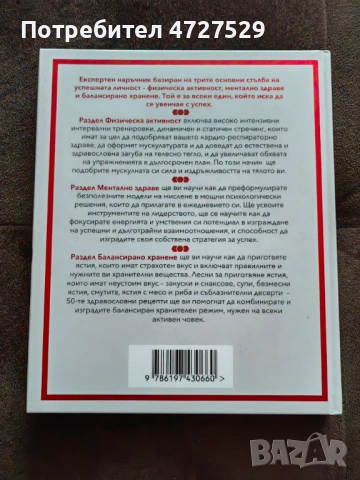 Потребител 4727529
Експертен наръчник базиран на трите основни стълба на
успешната личност - физическа активност, ментално здраве
и балансирано хранене. Той е за всеки един, който иска да
се увенчае с успех.
Раздел Физическа активност включва високо интензивни
интервални тренировки, динамичен и статичен стречинг, които
имат за цел да подобряват вашето кардио-респираторно
здраве, да оформят мускулатурата и да доведат до естествена и
здравословна загуба на телесно тегло, и да увеличават обхвата
на упражненията в дългосрочен план. По този начин ще
подобрите мускулната си сила и издръжливостта на тялото ви.
Раздел Ментално здраве ще ви научи как да преформулирате
безполезните модели на мислене в мощни психологически
решения, които да прилагате в ежедневието си. Ще усвоите
инструментите на лидерството, ще се научите как да
фокусирате енергията и умствения си потенциал в изграждане
на успешни и дълготрайни взаимоотношения, и способност да
изградите своя собствена стратегия за успех.
Раздел Балансирано хранене ще ви научи как да приготвяте
ястия, които имат страхотен вкус и включват правилните и
нужните ви хранителни вещества. Лесни за приготвяне ястия,
които имат неустоим вкус - закуски и снаксове, супи, безмесни
ястия, смутита, ястия с месо и риба и съблазнителни десерти -
50-те здравословни рецепти ще ви помогнат да комбинирате и
изградите балансиран хранителен режим, нужен на всеки
активен човек.
9 786197 430660 >
BAZAR